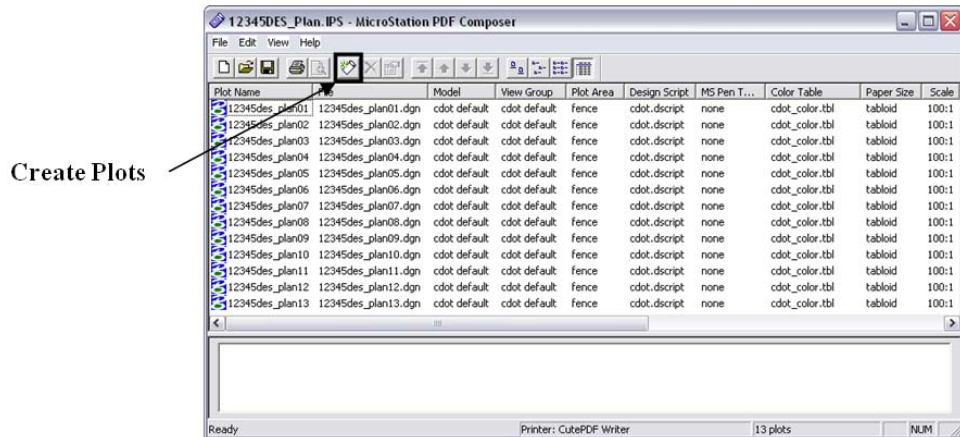 12345DES_Plan.IPS - MicroStation PDF Composer
File Edit View Help
Plot Name Model View Group Plot Area Design Script MS Pen T... Color Table Paper Size Scale
12345des_plan01 12345des_plan01.dgn cdot default cdot default fence cdot.dscript none cdot_color.tbl tabloid 100:1
12345des_plan02 12345des_plan02.dgn cdot default cdot default fence cdot.dscript none cdot_color.tbl tabloid 100:1
12345des_plan03 12345des_plan03.dgn cdot default cdot default fence cdot.dscript none cdot_color.tbl tabloid 100:1
12345des_plan04 12345des_plan04.dgn cdot default cdot default fence cdot.dscript none cdot_color.tbl tabloid 100:1
Create Plots
12345des_plan05 12345des_plan05.dgn cdot default cdot default fence cdot.dscript none cdot_color.tbl tabloid 100:1
12345des_plan06 12345des_plan06.dgn cdot default cdot default fence cdot.dscript none cdot_color.tbl tabloid 100:1
12345des_plan07 12345des_plan07.dgn cdot default cdot default fence cdot.dscript none cdot_color.tbl tabloid 100:1
12345des_plan08 12345des_plan08.dgn cdot default cdot default fence cdot.dscript none cdot_color.tbl tabloid 100:1
12345des_plan09 12345des_plan09.dgn cdot default cdot default fence cdot.dscript none cdot_color.tbl tabloid 100:1
12345des_plan10 12345des_plan10.dgn cdot default cdot default fence cdot.dscript none cdot_color.tbl tabloid 100:1
12345des_plan11 12345des_plan11.dgn cdot default cdot default fence cdot.dscript none cdot_color.tbl tabloid 100:1
12345des_plan12 12345des_plan12.dgn cdot default cdot default fence cdot.dscript none cdot_color.tbl tabloid 100:1
12345des_plan13 12345des_plan13.dgn cdot default cdot default fence cdot.dscript none cdot_color.tbl tabloid 100:1
Ready Printer: CutePDF Writer 13 plots NUM